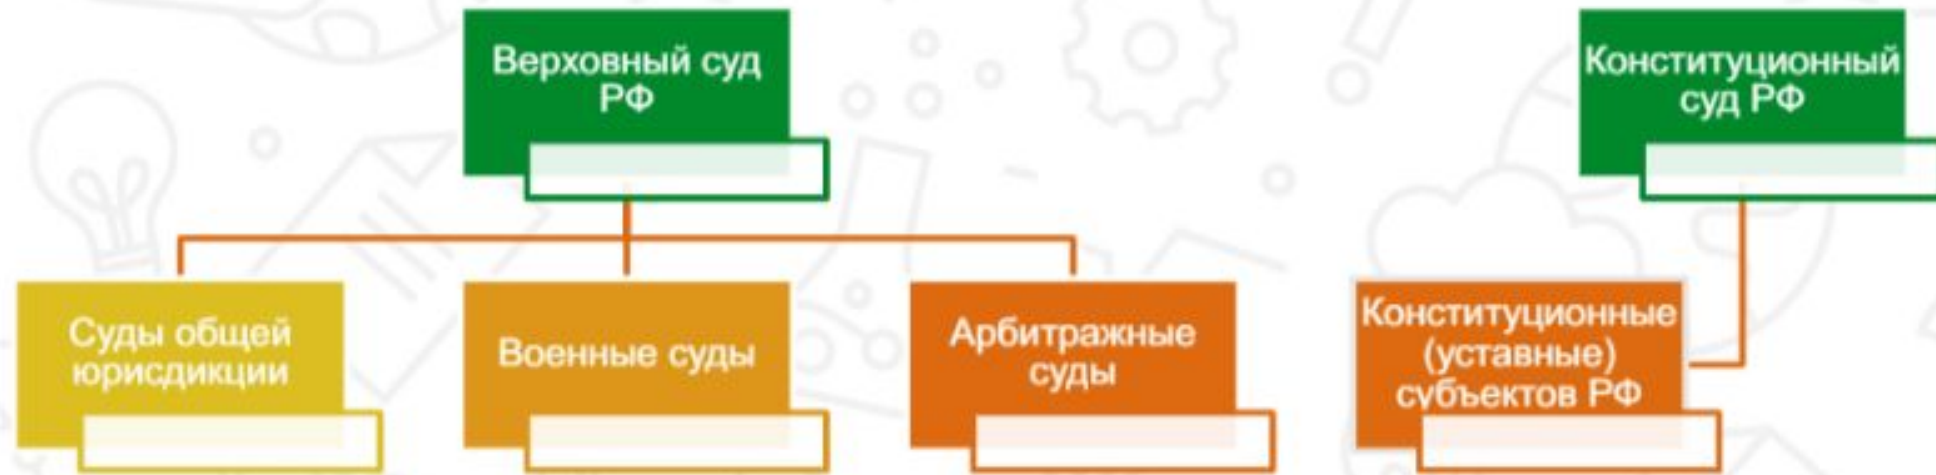 Верховный суд
РФ
Конституционный
суд РФ
Суды общей
юрисдикции
Военные суды
Арбитражные
суды
Конституционные
(уставные)
субъектов РФ